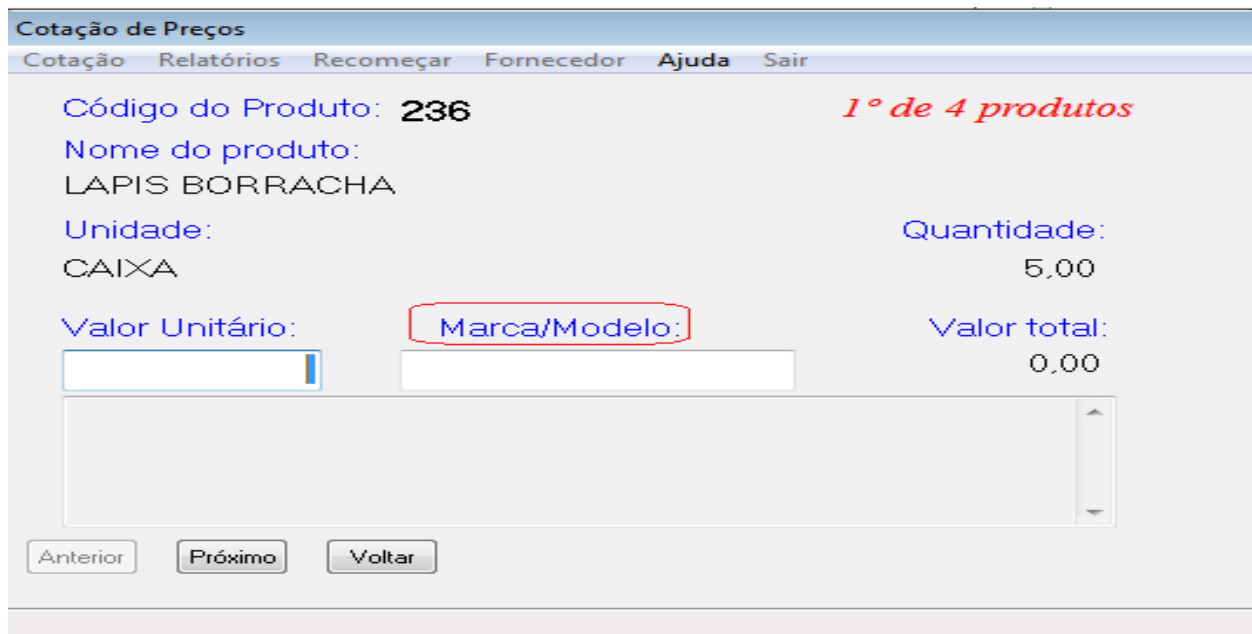 Cotação de Preços
Cotação Relatórios Recomeçar Fornecedor Ajuda Sair
Código do Produto: 236 1º de 4 produtos
Nome do produto:
LAPIS BORRACHA
Unidade: Quantidade:
CAIXA 5,00
Valor Unitário: Marca/Modelo: Valor total:
0,00
Anterior Próximo Voltar